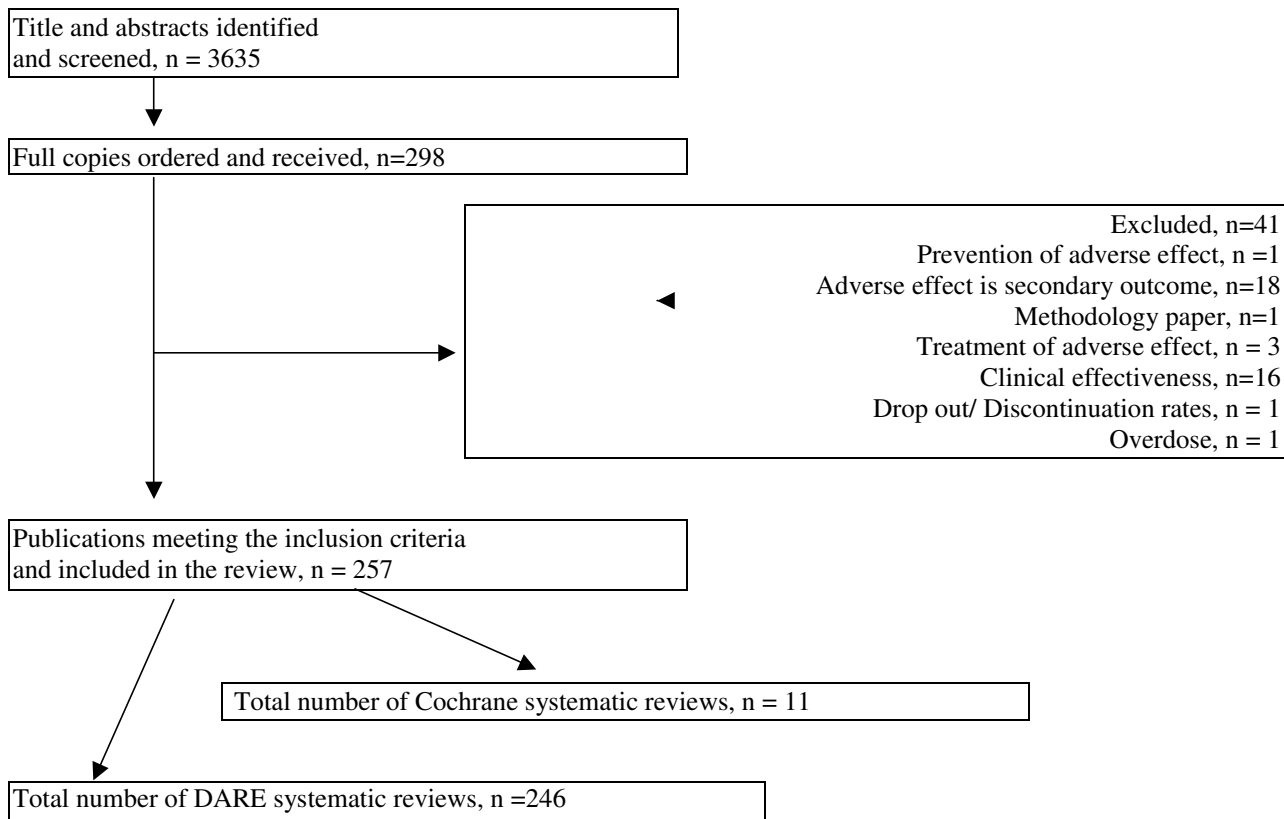 Title and abstracts identified
and screened, n = 3635
Full copies ordered and received, n=298
Excluded, n=41
Prevention of adverse effect, n =1
Adverse effect is secondary outcome, n=18
Methodology paper, n=1
Treatment of adverse effect, n = 3
Clinical effectiveness, n=16
Drop out/ Discontinuation rates, n = 1
Overdose, n = 1
Publications meeting the inclusion criteria
and included in the review, n = 257
Total number of Cochrane systematic reviews, n = 11
Total number of DARE systematic reviews, n =246